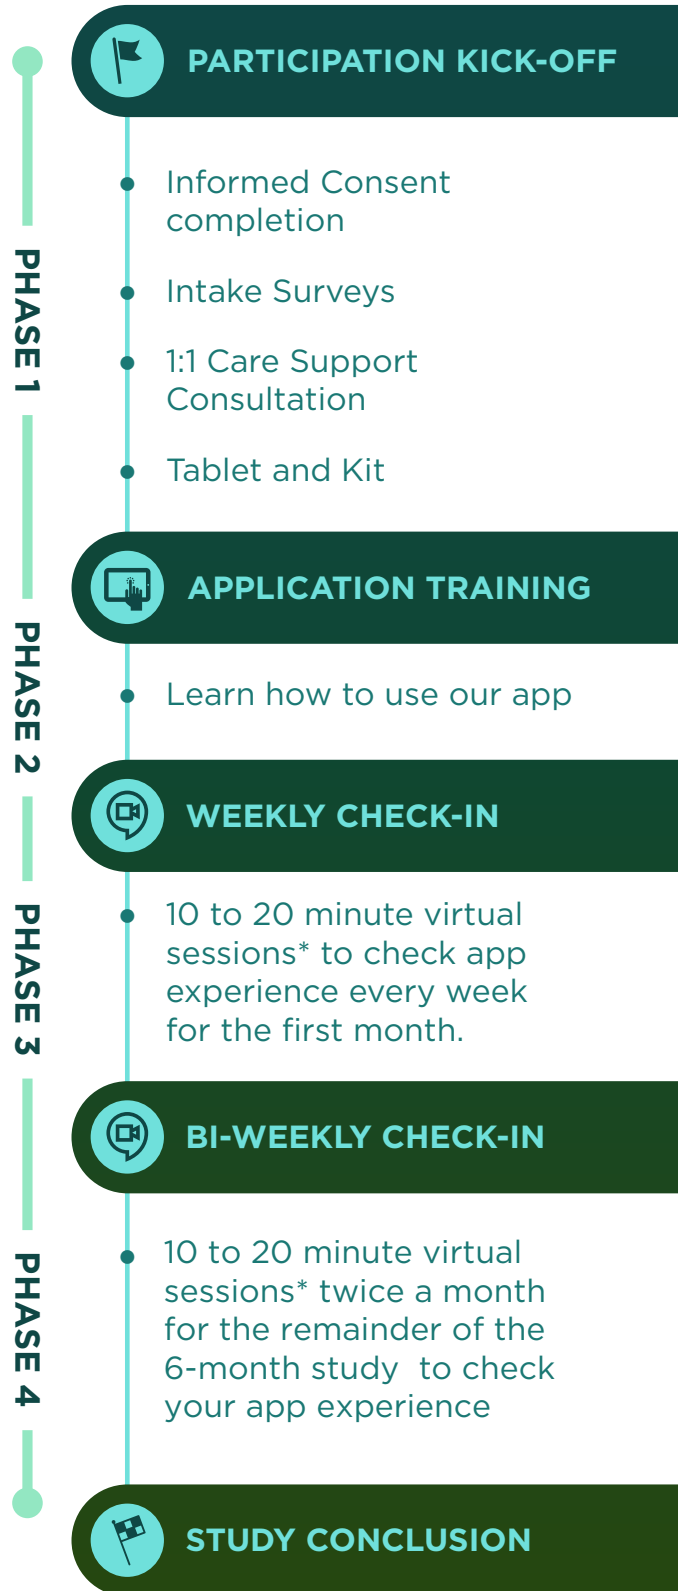 PARTICIPATION KICK-OFF
PHASE 1
Informed Consent
completion
Intake Surveys
1:1 Care Support
Consultation
Tablet and Kit
APPLICATION TRAINING
PHASE 2
Learn how to use our app
WEEKLY CHECK-IN
PHASE 3
10 to 20 minute virtual
sessions* to check app
experience every week
for the first month.
BI-WEEKLY CHECK-IN
PHASE 4
10 to 20 minute virtual
sessions* twice a month
for the remainder of the
6-month study  to check
your app experience
STUDY CONCLUSION